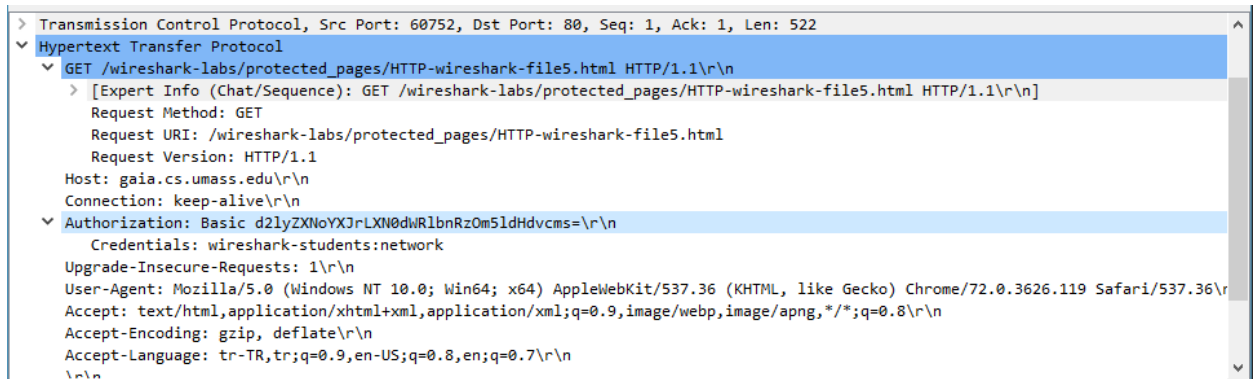 Transmission Control Protocol, Src Port: 60752, Dst Port: 80, Seq: 1, Ack: 1, Len: 522
Hypertext Transfer Protocol
GET /wireshark-labs/protected_pages/HTTP-wireshark-file5.html HTTP/1.1\r\n
[Expert Info (Chat/Sequence): GET /wireshark-labs/protected_pages/HTTP-wireshark-file5.html HTTP/1.1\r\n]
Request Method: GET
Request URI: /wireshark-labs/protected_pages/HTTP-wireshark-file5.html
Request Version: HTTP/1.1
Host: gaia.cs.umass.edu\r\n
Connection: keep-alive\r\n
Authorization: Basic d2lyZXNoYXJrLXN0dWRlbnRzOm5ldHdvcms=\r\n
Credentials: wireshark-students:network
Upgrade-Insecure-Requests: 1\r\n
User-Agent: Mozilla/5.0 (Windows NT 10.0; Win64; x64) AppleWebKit/537.36 (KHTML, like Gecko) Chrome/72.0.3626.119 Safari/537.36\r
Accept: text/html,application/xhtml+xml,application/xml;q=0.9,image/webp,image/apng,*/*;q=0.8\r\n
Accept-Encoding: gzip, deflate\r\n
Accept-Language: tr-TR,tr;q=0.9,en-US;q=0.8,en;q=0.7\r\n
\r\n